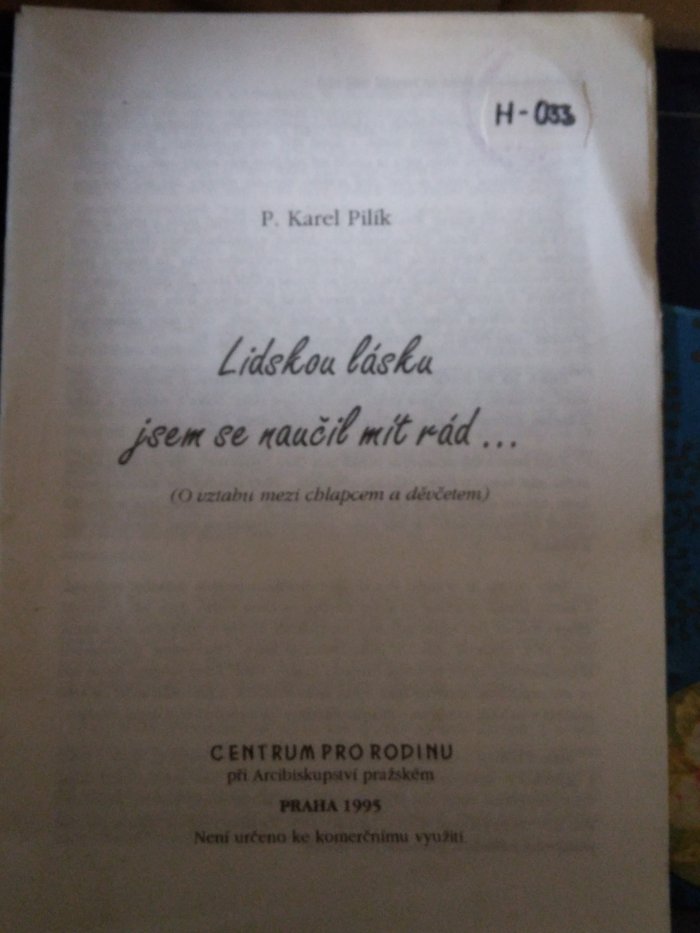 H-033
P. Karel Pilík
Lidskou lásku
jsem se naučil mít rád ...
(O vztahu mezi chlapcem a děvčetem)
CENTRUM PRO RODINU
při Arcibiskupství pražském
PRAHA 1995
Není určeno ke komerčnímu využití.